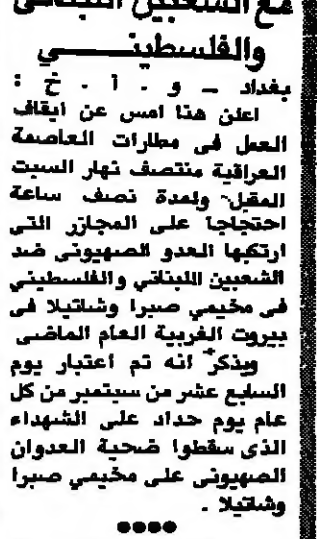 مع الشعبين اللبناني
والفلسطيني
بغداد - و . أ . خ :
اعلن هنا امس عن ايقاف
العمل فى مطارات العاصمة
العراقية منتصف نهار السبت
المقبل ولمدة نصف ساعة
احتجاجا على المجازر التى
ارتكبها العدو الصهيونى ضد
الشعبين اللبناني والفلسطيني
فى مخيمي صبرا وشاتيلا فى
بيروت الغربية العام الماضى
ويذكر انه تم اعتبار يوم
السابع عشر من سبتمبر من كل
عام يوم حداد على الشهداء
الذى سقطوا ضحية العدوان
الصهيونى على مخيمي صبرا
وشاتيلا .